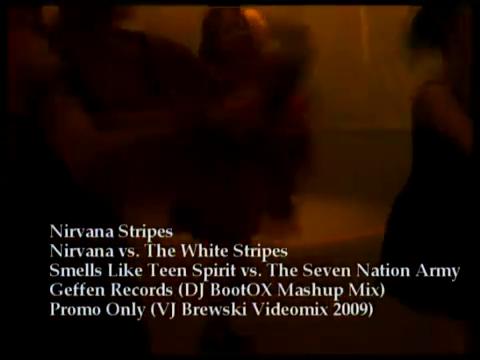 Nirvana Stripes
Nirvana vs. The White Stripes
Smells Like Teen Spirit vs. The Seven Nation Army
Geffen Records (DJ BootOX Mashup Mix)
Promo Only (VJ Brewski Videomix 2009)